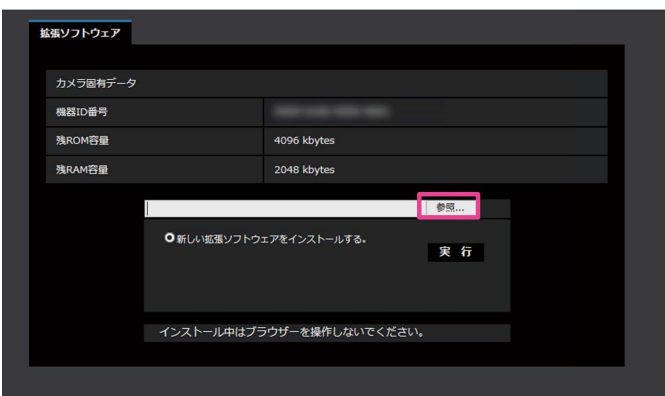 拡張ソフトウェア
カメラ固有データ
機器ID番号
残ROM容量 4096 kbytes
残RAM容量 2048 kbytes
参照...
新しい拡張ソフトウェアをインストールする。
実 行
インストール中はブラウザーを操作しないでください。